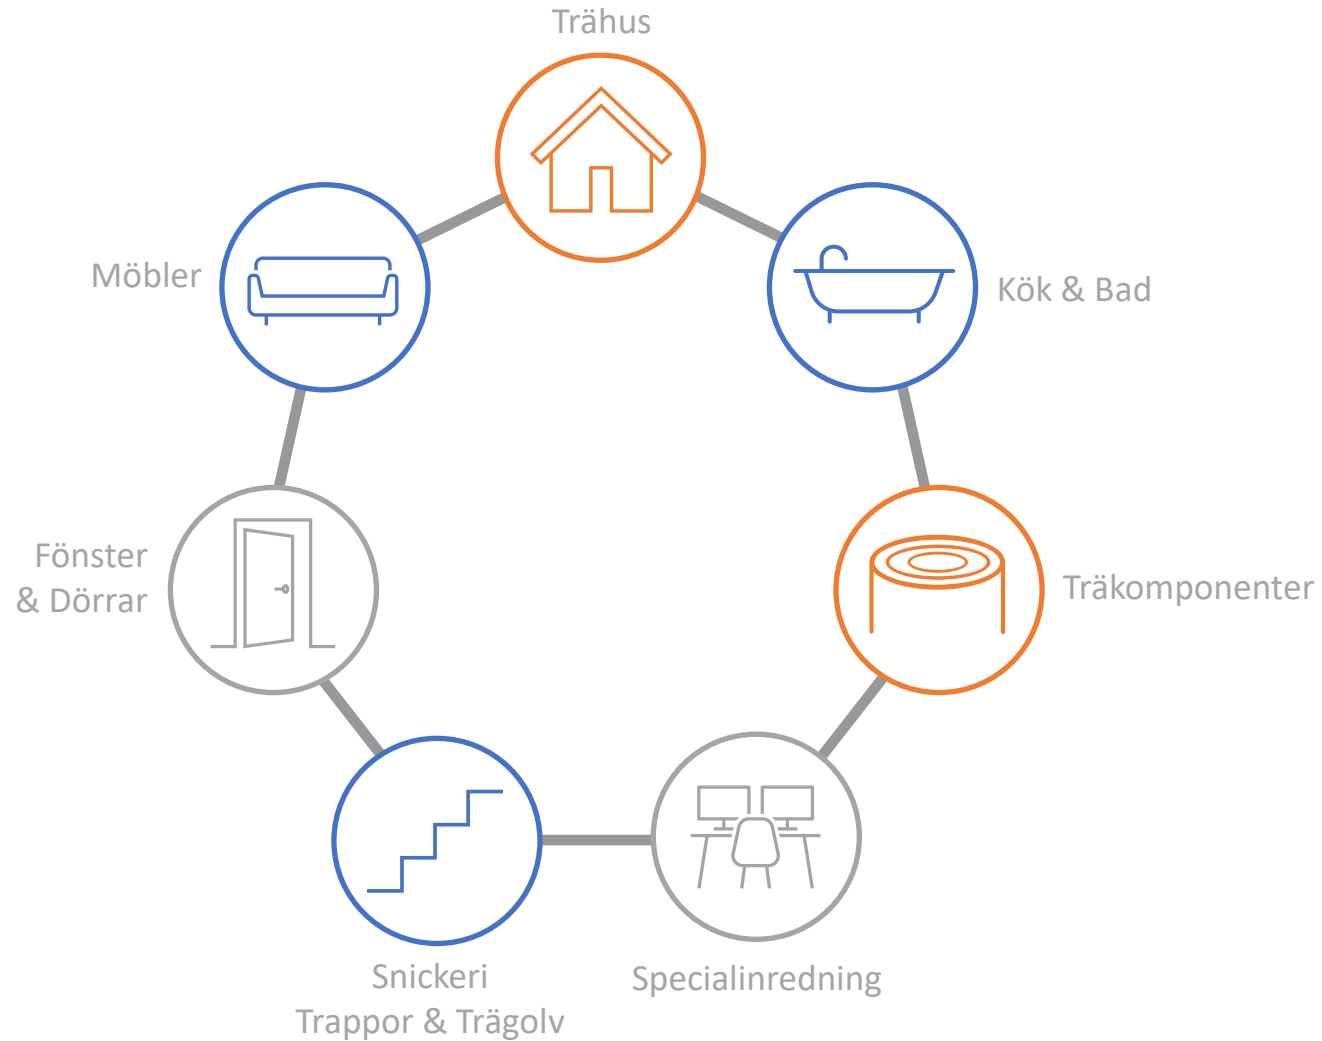 Trähus
Möbler
Kök & Bad
Fönster
& Dörrar
Träkomponenter
Snickeri
Trappor & Trägolv
Specialinredning